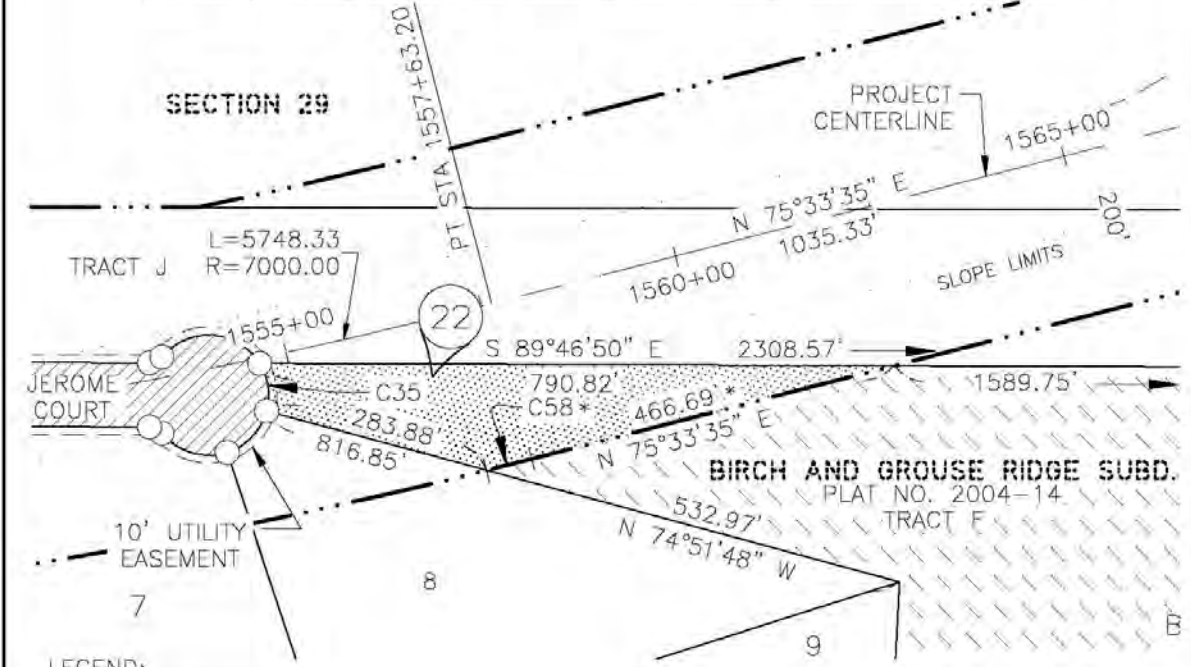 SECTION 29
PT STA 1557+63.20
PROJECT
CENTERLINE
1565+00
N 75°33'35" E
1035.33'
200'
1560+00
SLOPE LIMITS
L=5748.33
R=7000.00
TRACT J
1555+00
22
S 89°46'50" E 2308.57'
JEROME
COURT
C35
790.82'
C58*
466.69'*
1589.75'
283.88'
816.85'
N 75°33'35" E
BIRCH AND GROUSE RIDGE SUBD.
PLAT NO. 2004-14
TRACT F
532.97'
N 74°51'48" W
10' UTILITY
EASEMENT
7
8
9
B
LEGEND: